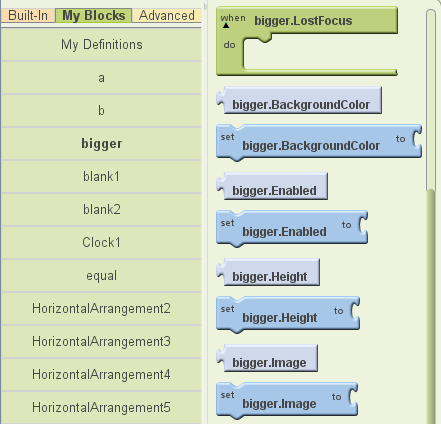 Built-In My Blocks Advanced
My Definitions
a
b
bigger
blank1
blank2
Clock1
equal
HorizontalArrangement2
HorizontalArrangement3
HorizontalArrangement4
HorizontalArrangement5
when bigger.LostFocus
do
bigger.BackgroundColor
set bigger.BackgroundColor to
bigger.Enabled
set bigger.Enabled to
bigger.Height
set bigger.Height to
bigger.Image
set bigger.Image to